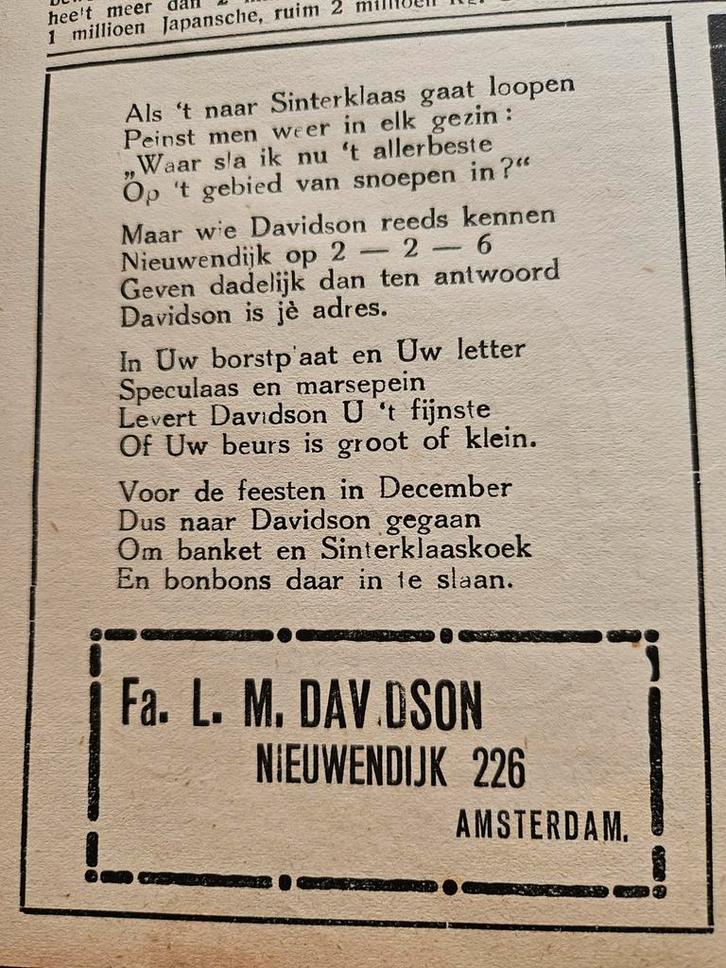 hee't meer dan
1 millioen Japansche, ruim 2 millioen
Als 't naar Sinterklaas gaat loopen
Peinst men weer in elk gezin:
„Waar sla ik nu 't allerbeste
Op 't gebied van snoepen in?"
Maar wie Davidson reeds kennen
Nieuwendijk op 2 — 2 — 6
Geven dadelijk dan ten antwoord
Davidson is jè adres.
In Uw borstplaat en Uw letter
Speculaas en marsepein
Levert Davidson U 't fijnste
Of Uw beurs is groot of klein.
Voor de feesten in December
Dus naar Davidson gegaan
Om banket en Sinterklaaskoek
En bonbons daar in te slaan.
Fa. L. M. DAVIDSON
NIEUWENDIJK 226
AMSTERDAM.